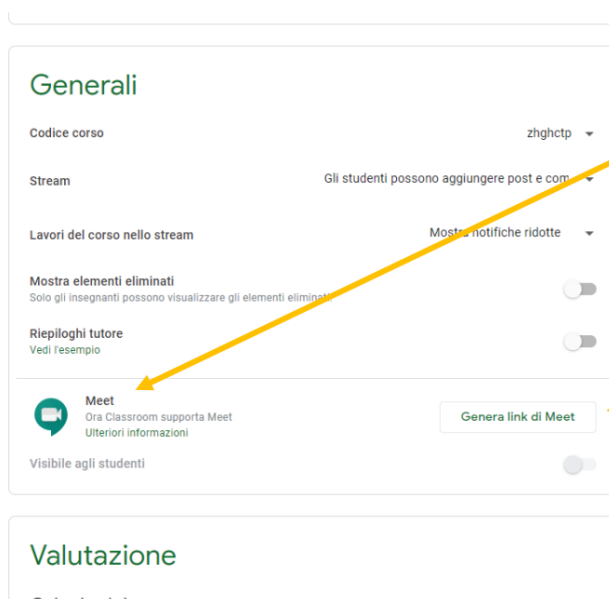 Generali
Codice corso
zhghctp
Stream
Gli studenti possono aggiungere post e com
Lavori del corso nello stream
Mostra notifiche ridotte
Mostra elementi eliminati
Solo gli insegnanti possono visualizzare gli elementi eliminati
Riepiloghi tutore
Vedi l'esempio
Meet
Ora Classroom supporta Meet
Ulteriori informazioni
Genera link di Meet
Visibile agli studenti
Valutazione